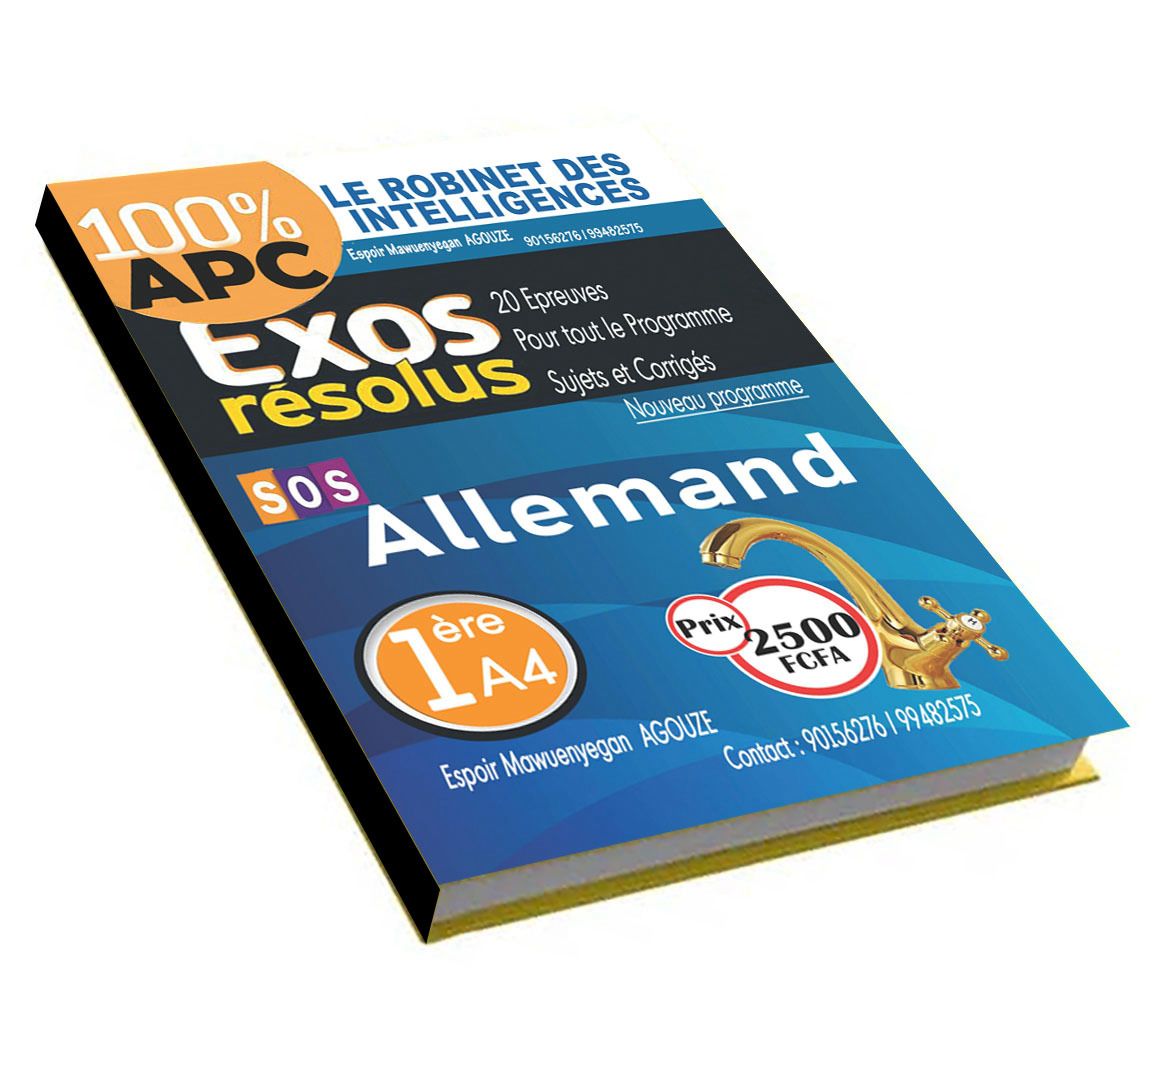 100%
APC
LE ROBINET DES
INTELLIGENCES
Espoir Mawuenyegan AGOUZE 90156276 / 99482575
Exos
résolus
20 Epreuves
Pour tout le Programme
Sujets et Corrigés
Nouveau programme
SOS
Allemand
1ère
A4
Prix
2500
FCFA
H
Espoir Mawuenyegan AGOUZE
Contact : 90156276 / 99482575